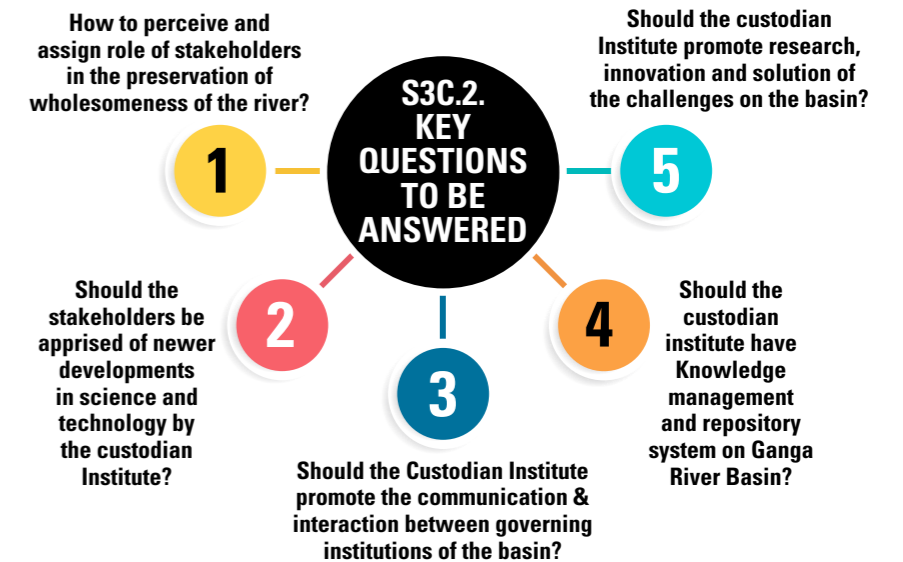 S3C.2.
KEY
QUESTIONS
TO BE
ANSWERED
How to perceive and
assign role of stakeholders
in the preservation of
wholesomeness of the river?
1
Should the
stakeholders be
apprised of newer
developments
in science and
technology by
the custodian
Institute?
2
3
Should the Custodian Institute
promote the communication &
interaction between governing
institutions of the basin?
4
Should the
custodian
institute have
Knowledge
management
and repository
system on Ganga
River Basin?
Should the custodian
Institute promote research,
innovation and solution of
the challenges on the basin?
5